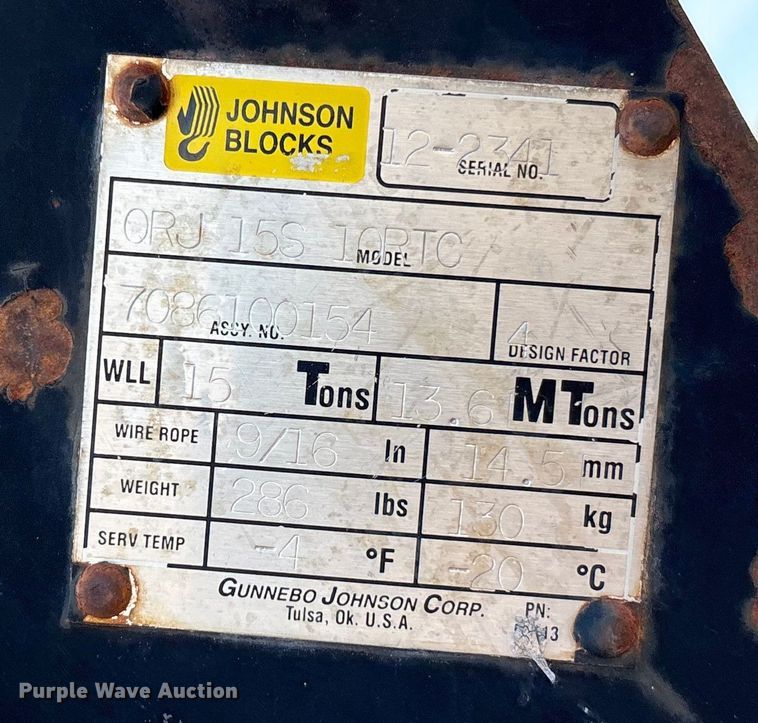 JOHNSON
BLOCKS
12-2341
SERIAL NO.
ORJ 15S 10RTC
MODEL
7086100154
ASSY. NO.
4
DESIGN FACTOR
WLL 15 Tons 13.6 MTons
WIRE ROPE 9/16 In 14.5 mm
WEIGHT 286 lbs 130 kg
SERV TEMP -4 °F -20 °C
GUNNEBO JOHNSON CORP.
Tulsa, Ok. U.S.A.
PN:
Purple Wave Auction